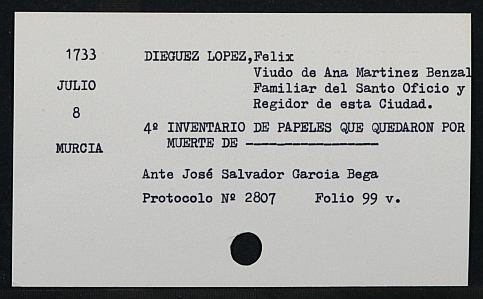 1733 DIEGUEZ LOPEZ,Felix
Viudo de Ana Martinez Benzal
JULIO Familiar del Santo Oficio y
Regidor de esta Ciudad.
8
4º INVENTARIO DE PAPELES QUE QUEDARON POR
MURCIA MUERTE DE -----------------
Ante José Salvador Garcia Bega
Protocolo Nº 2807 Folio 99 v.